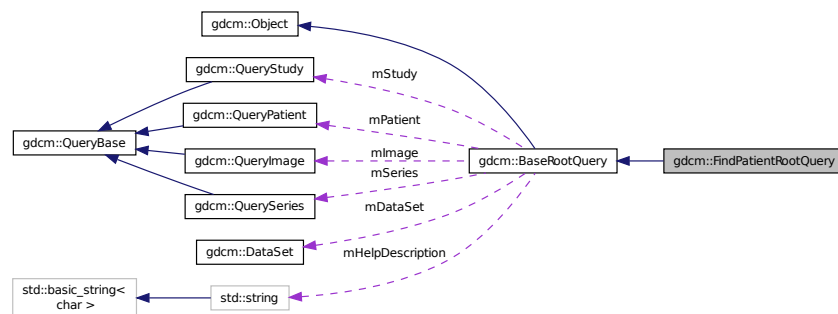 gdcm::Object
gdcm::QueryStudy
mStudy
gdcm::QueryPatient
mPatient
gdcm::QueryBase
gdcm::QueryImage
mImage
gdcm::BaseRootQuery
gdcm::FindPatientRootQuery
mSeries
gdcm::QuerySeries
mDataSet
gdcm::DataSet
mHelpDescription
std::basic_string<
char >
std::string